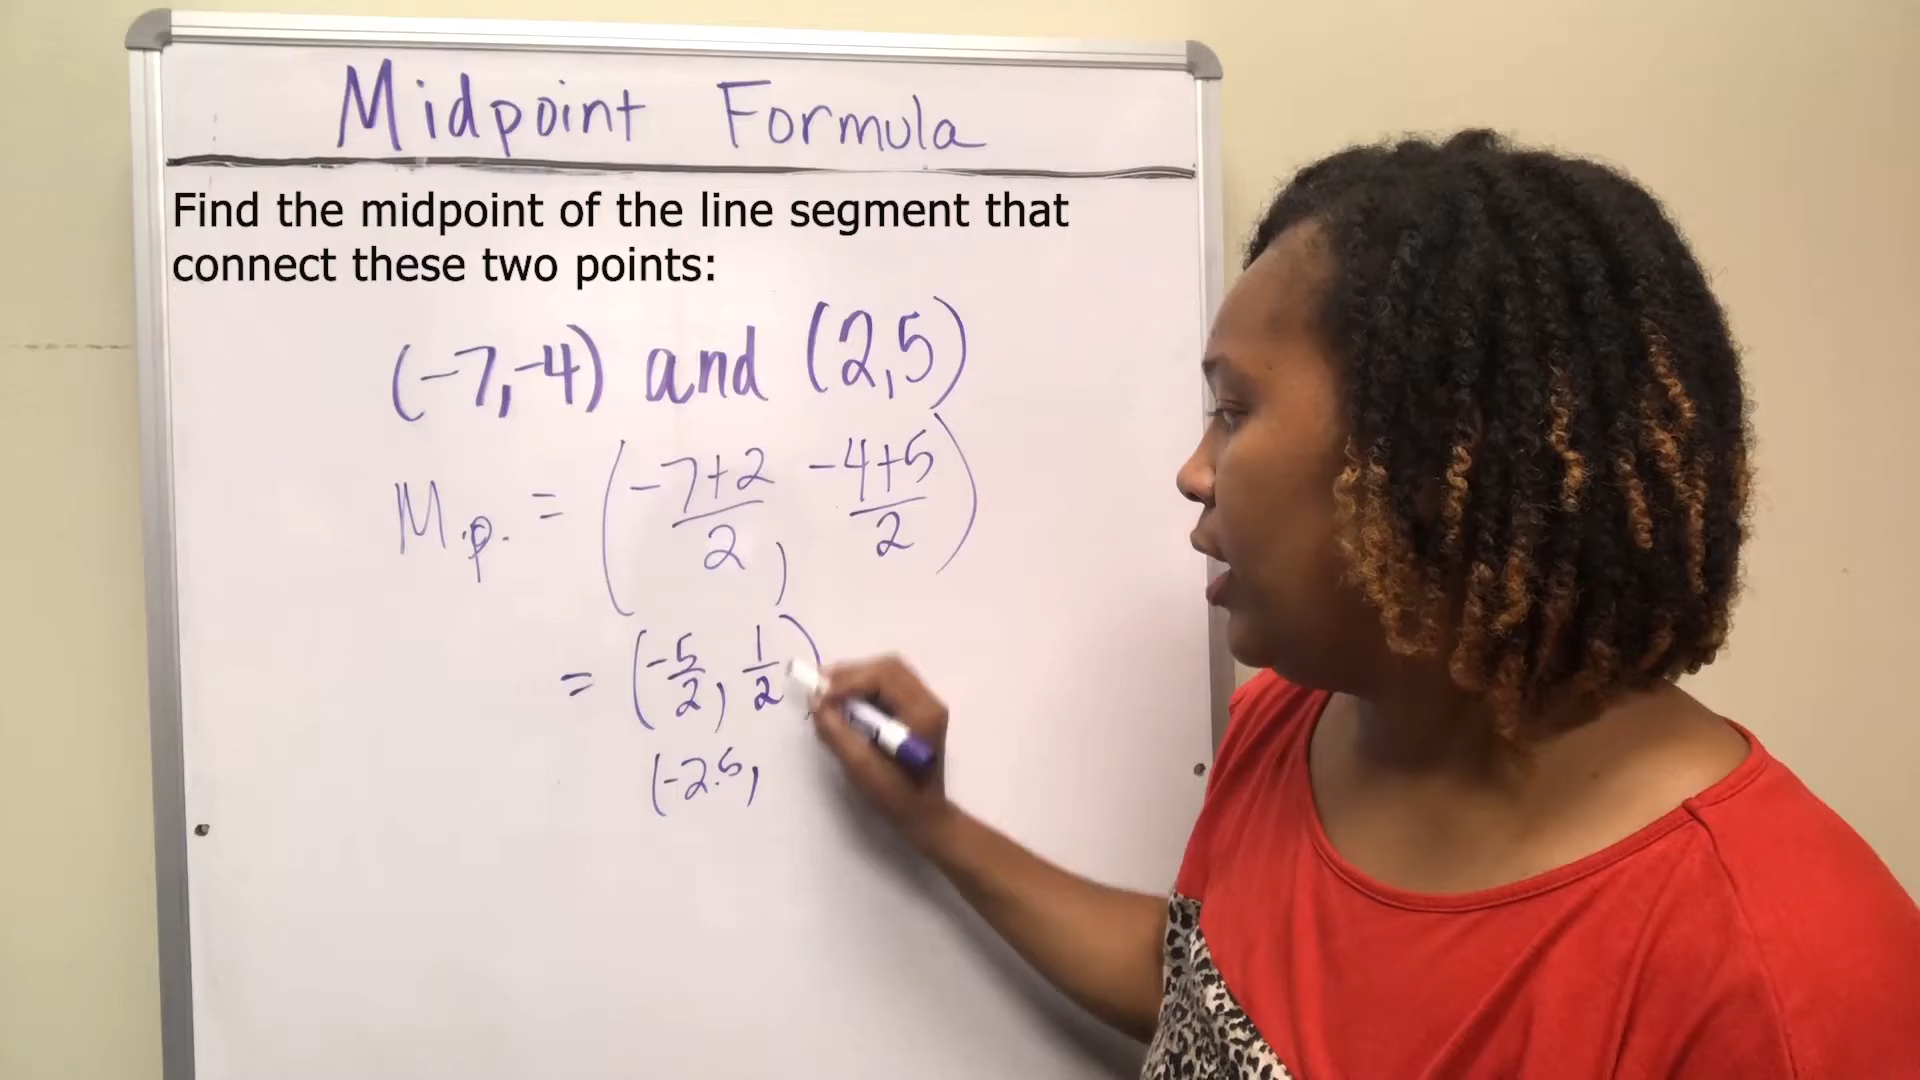 Midpoint Formula
Find the midpoint of the line segment that
connect these two points:
(-7,-4) and (2,5)
M.p. = (-7+2/2, -4+5/2)
= (-5/2, 1/2)
(-2.5,